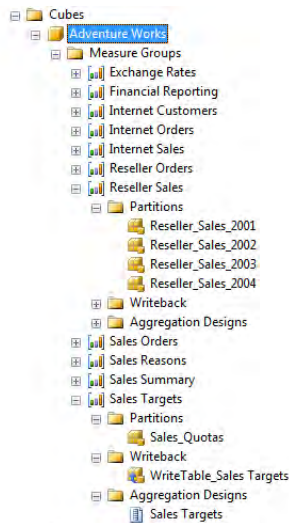 Cubes
Adventure Works
Measure Groups
Exchange Rates
Financial Reporting
Internet Customers
Internet Orders
Internet Sales
Reseller Orders
Reseller Sales
Partitions
Reseller_Sales_2001
Reseller_Sales_2002
Reseller_Sales_2003
Reseller_Sales_2004
Writeback
Aggregation Designs
Sales Orders
Sales Reasons
Sales Summary
Sales Targets
Partitions
Sales_Quotas
Writeback
WriteTable_Sales Targets
Aggregation Designs
Sales Targets